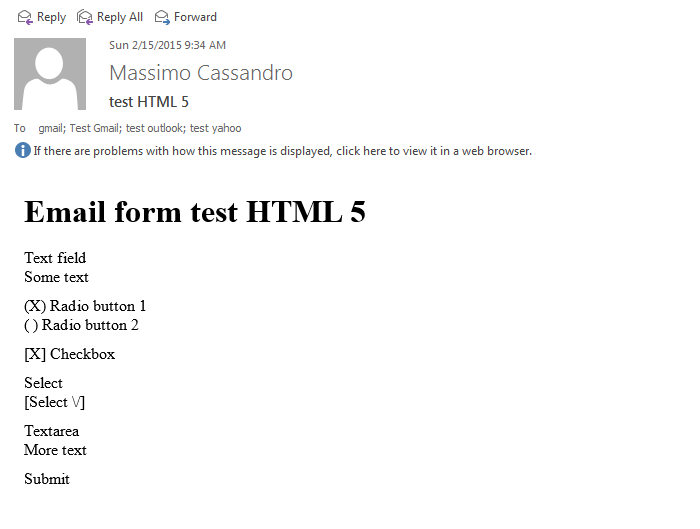 Reply Reply All Forward
Sun 2/15/2015 9:34 AM
Massimo Cassandro
test HTML 5
To gmail; Test Gmail; test outlook; test yahoo
If there are problems with how this message is displayed, click here to view it in a web browser.
Email form test HTML 5
Text field
Some text
(X) Radio button 1
( ) Radio button 2
[X] Checkbox
Select
[Select \/]
Textarea
More text
Submit